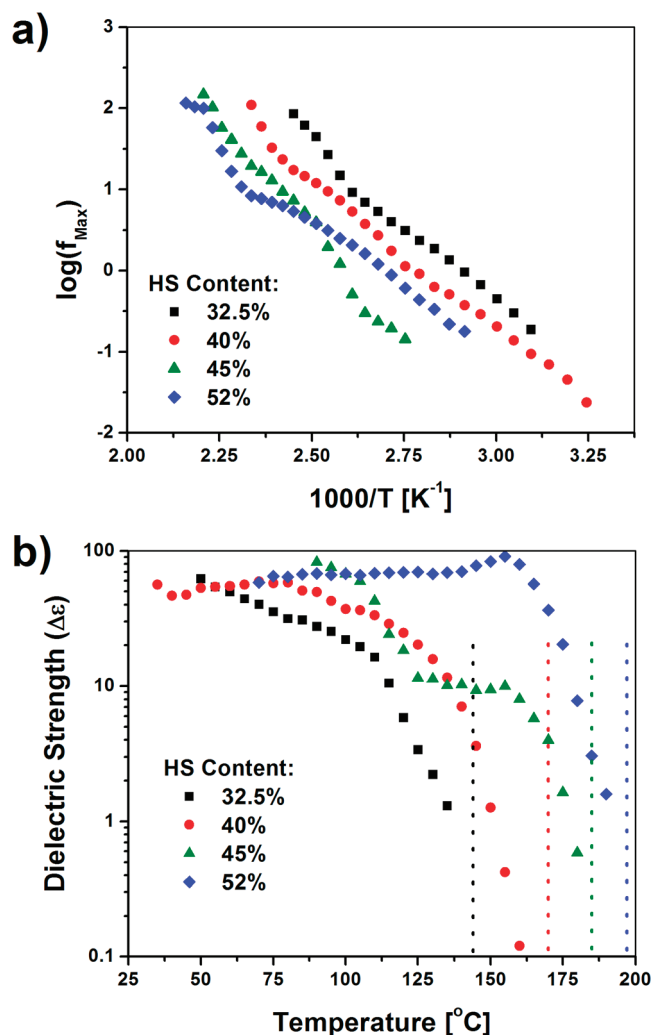 a)
3
2
1
0
-1
-2
log(f_Max)
HS Content:
32.5%
40%
45%
52%
2.00 2.25 2.50 2.75 3.00 3.25
1000/T [K⁻¹]
b)
100
10
1
0.1
Dielectric Strength (Δε)
HS Content:
32.5%
40%
45%
52%
25 50 75 100 125 150 175 200
Temperature [°C]